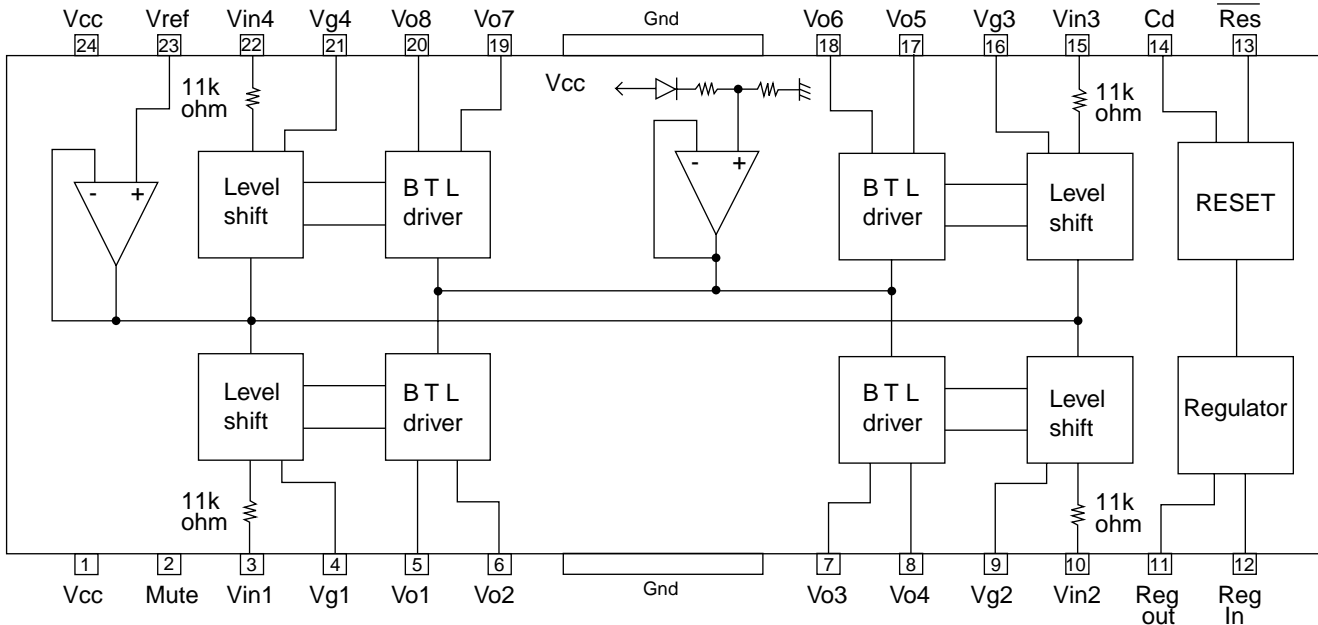 Vcc Vref Vin4 Vg4 Vo8 Vo7 Gnd Vo6 Vo5 Vg3 Vin3 Cd Res
24 23 22 21 20 19 18 17 16 15 14 13
11k
ohm
Vcc
11k
ohm
- +
Level
shift
B T L
driver
- +
B T L
driver
Level
shift
RESET
Level
shift
B T L
driver
B T L
driver
Level
shift
Regulator
11k
ohm
11k
ohm
1 2 3 4 5 6 Gnd 7 8 9 10 11 12
Vcc Mute Vin1 Vg1 Vo1 Vo2 Vo3 Vo4 Vg2 Vin2 Reg Reg
out In